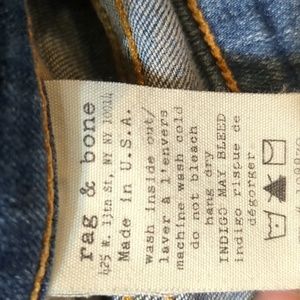 rag & bone
425 W. 13th St, NY NY 10014
Made in U.S.A.
wash inside out/
laver à l'envers
machine wash cold
do not bleach
hang dry
INDIGO MAY BLEED
indigo risque de
dégorger